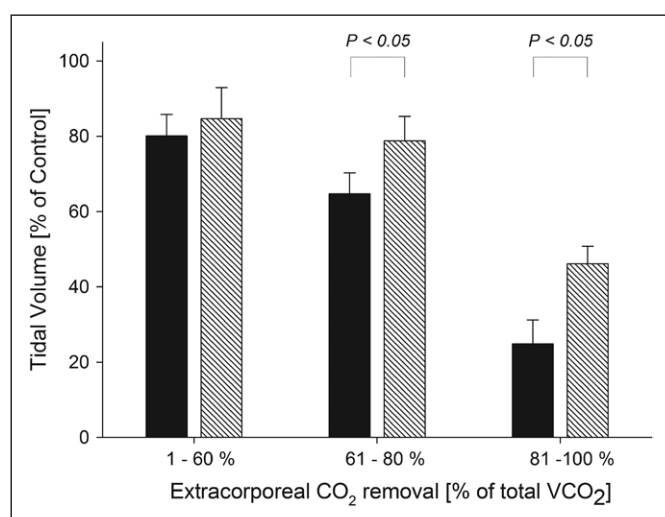 P < 0.05
P < 0.05
100
80
60
40
20
0
Tidal Volume [% of Control]
1 - 60 %
61 - 80 %
81 -100 %
Extracorporeal CO₂ removal [% of total VCO₂]